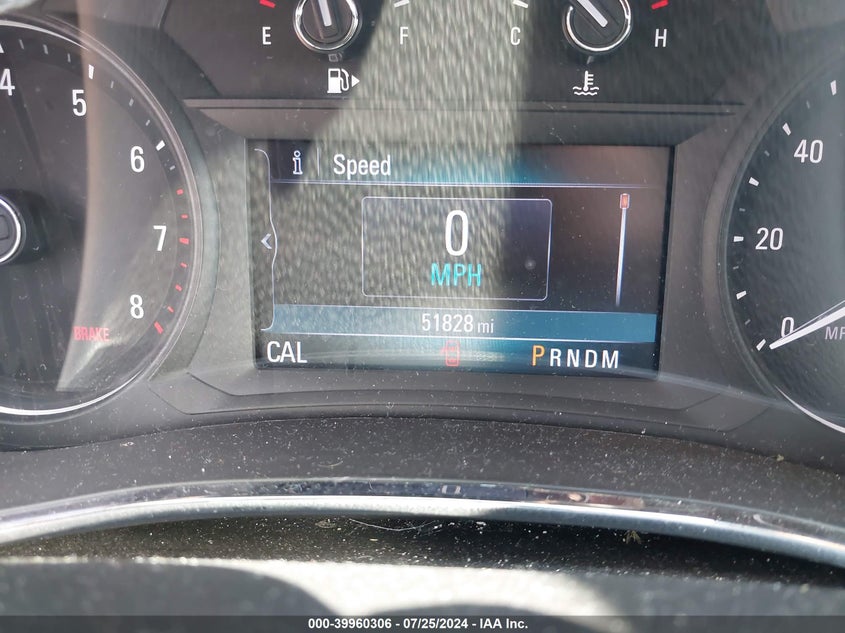 E F C H
4
5
6
7
8
BRAKE
i Speed
0
MPH
51828 mi
CAL PRNDM
40
20
0
000-39960306 / 07/25/2024 / IAA Inc.